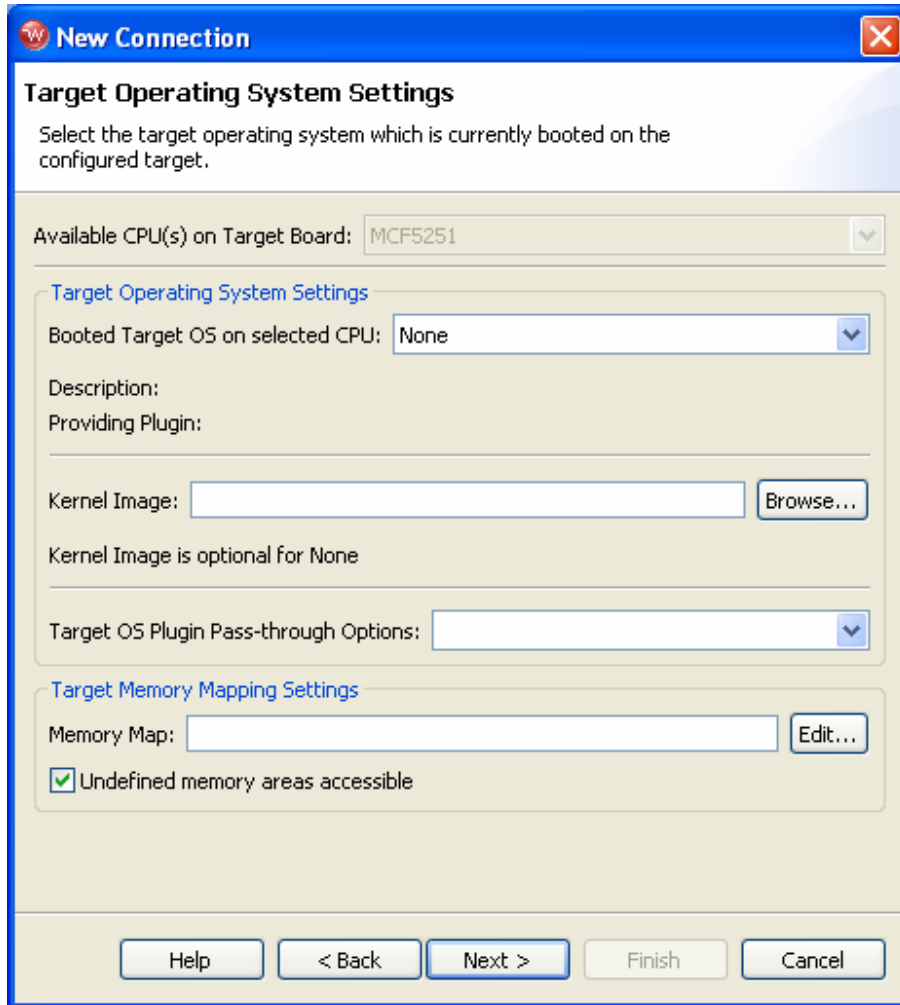 New Connection
Target Operating System Settings
Select the target operating system which is currently booted on the
configured target.
Available CPU(s) on Target Board: MCF5251
Target Operating System Settings
Booted Target OS on selected CPU: None
Description:
Providing Plugin:
Kernel Image: Browse...
Kernel Image is optional for None
Target OS Plugin Pass-through Options:
Target Memory Mapping Settings
Memory Map: Edit...
Undefined memory areas accessible
Help < Back Next > Finish Cancel